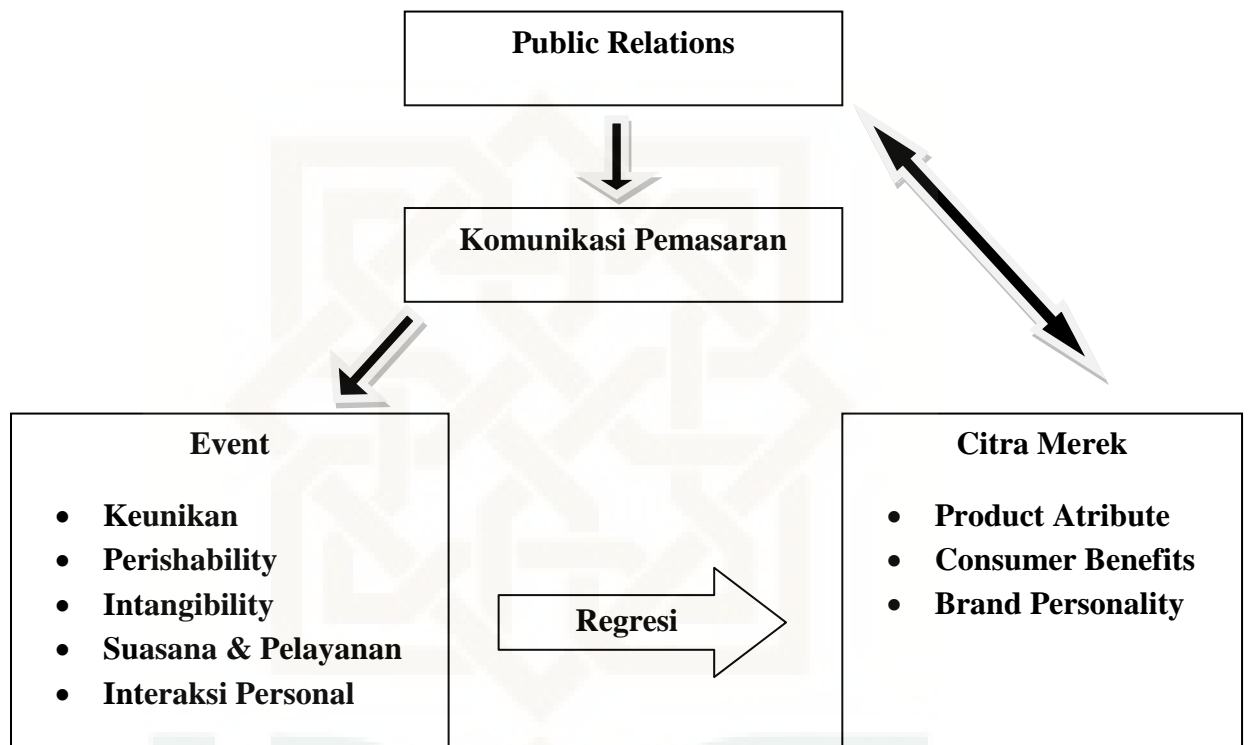 Public Relations
Komunikasi Pemasaran
Event
• Keunikan
• Perishability
• Intangibility
• Suasana & Pelayanan
• Interaksi Personal
Regresi
Citra Merek
• Product Atribute
• Consumer Benefits
• Brand Personality